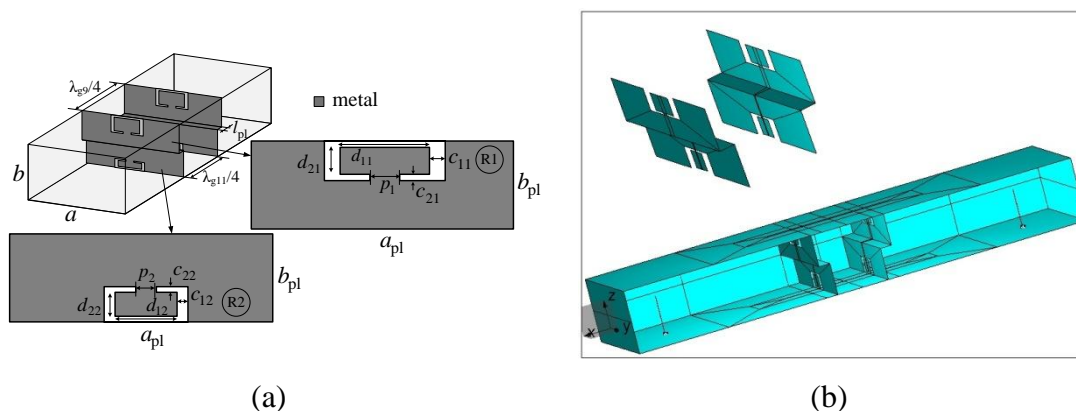 λg9/4
metal
lpl
b
λg11/4
a
d21
d11
c11
R1
p1
c21
bpl
apl
p2
c22
bpl
d22
d12
c12
R2
apl
z
x
y
(a)
(b)